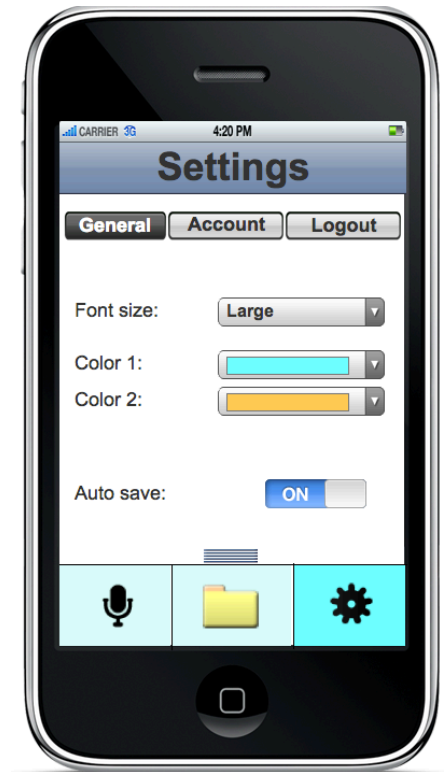 CARRIER 3G 4:20 PM
Settings
General Account Logout
Font size: Large
Color 1:
Color 2:
Auto save: ON